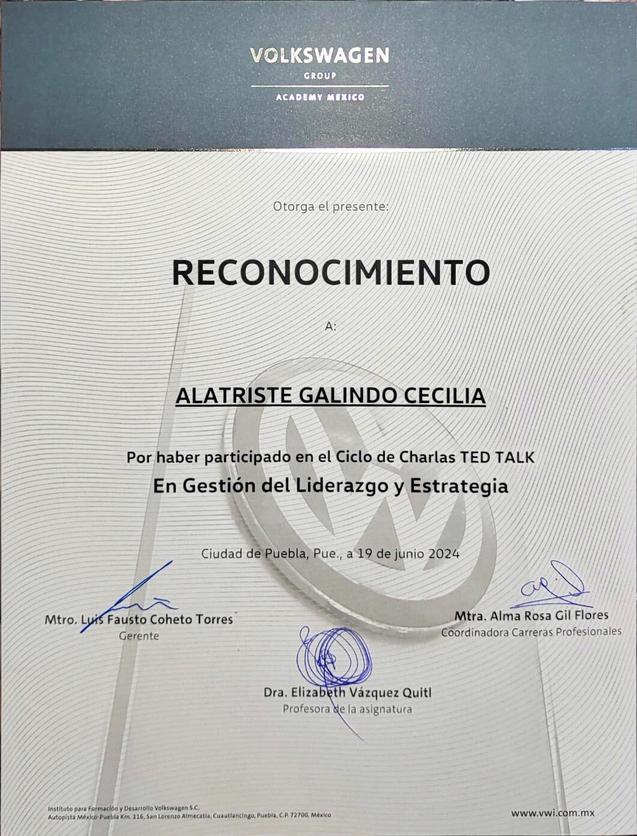 VOLKSWAGEN
GROUP
ACADEMY MEXICO
Otorga el presente:
RECONOCIMIENTO
A:
ALATRISTE GALINDO CECILIA
Por haber participado en el Ciclo de Charlas TED TALK
En Gestión del Liderazgo y Estrategia
Ciudad de Puebla, Pue., a 19 de junio 2024
Mtro. Luis Fausto Coheto Torres
Gerente
Mtra. Alma Rosa Gil Flores
Coordinadora Carreras Profesionales
Dra. Elizabeth Vázquez Quitl
Profesora de la asignatura
Instituto para Formación y Desarrollo Volkswagen S.C.
Autopista México-Puebla Km. 116, San Lorenzo Almecatla, Cuautlancingo, Puebla, C.P. 72700, México
www.vwi.com.mx